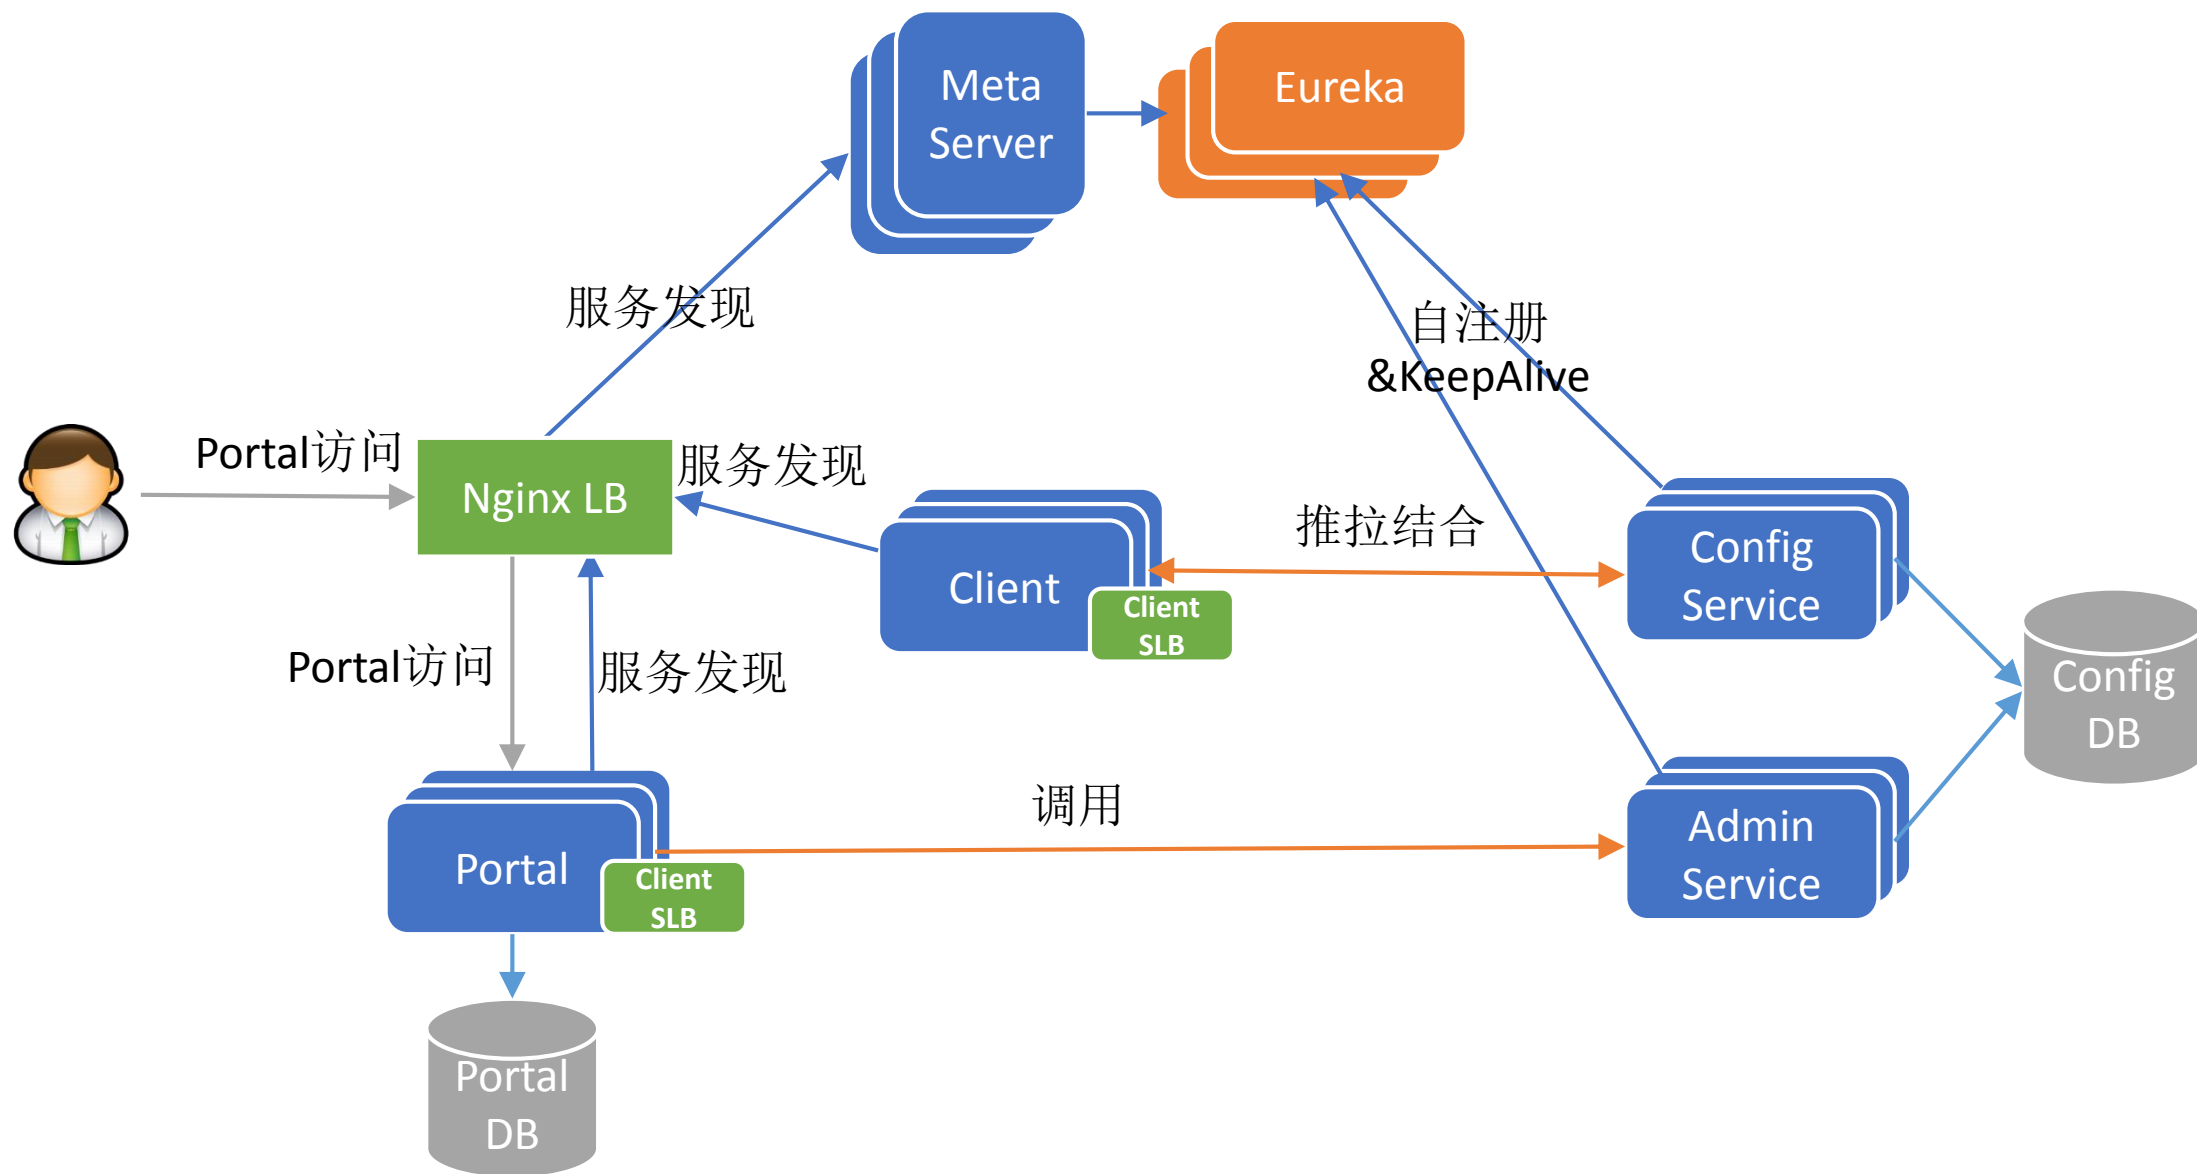 Meta
Server
Eureka
服务发现
自注册
&KeepAlive
Portal访问
Nginx LB
服务发现
Client
Client
SLB
推拉结合
Config
Service
Config
DB
Portal访问
服务发现
Portal
Client
SLB
调用
Admin
Service
Portal
DB